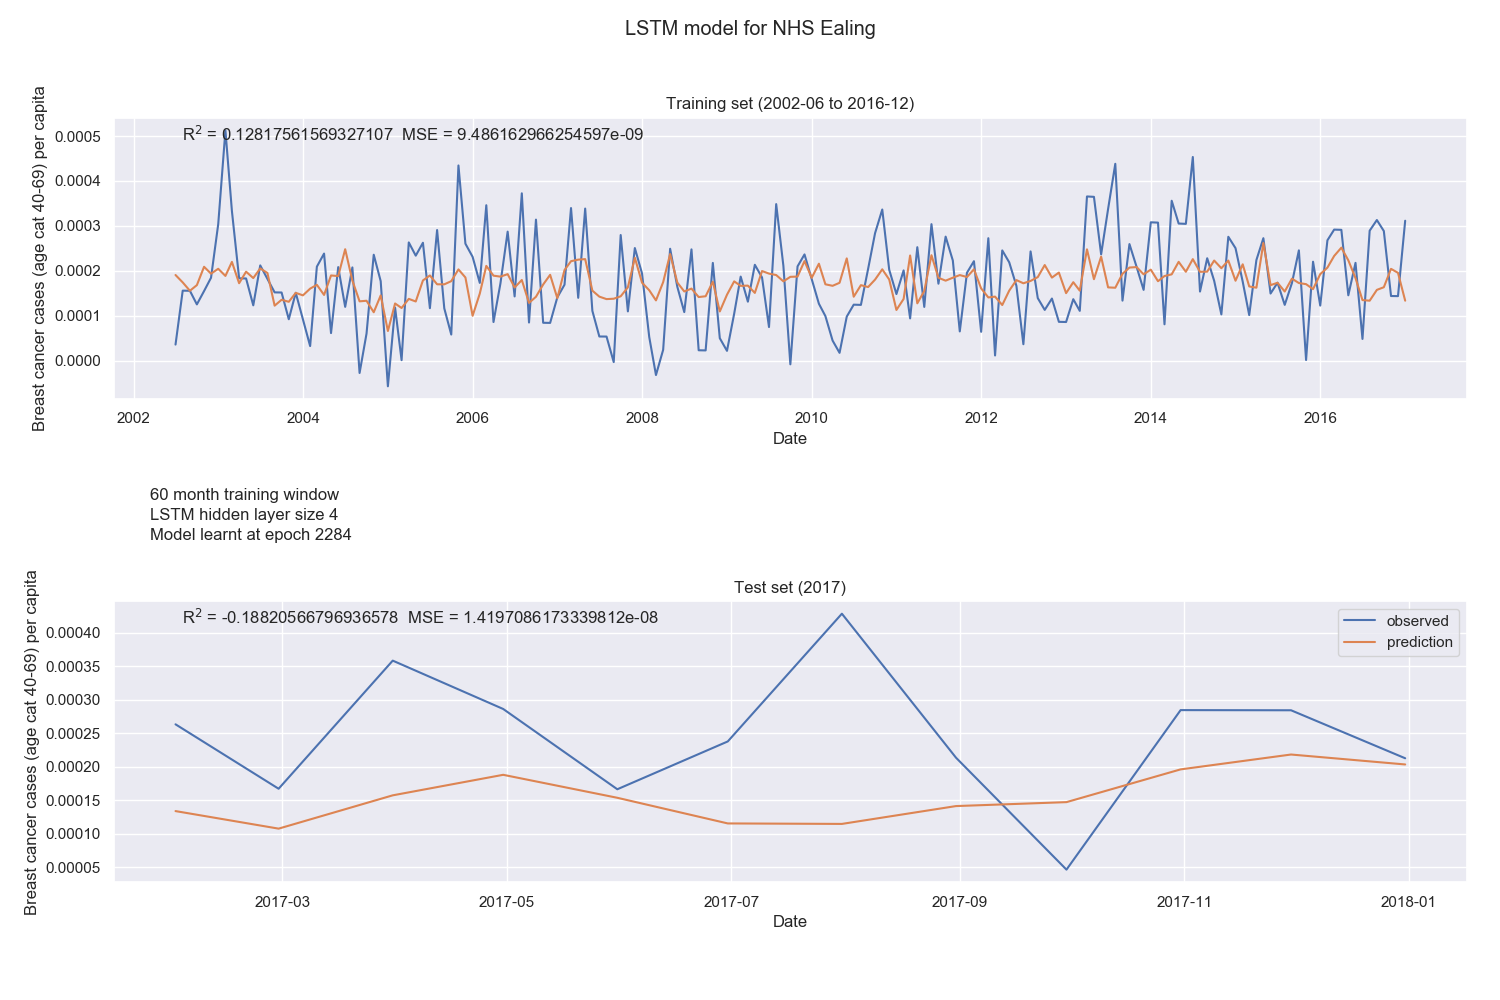 LSTM model for NHS Ealing
Training set (2002-06 to 2016-12)
R² = 0.12817561569327107 MSE = 9.486162966254597e-09
Breast cancer cases (age cat 40-69) per capita
0.0005
0.0004
0.0003
0.0002
0.0001
0.0000
2002 2004 2006 2008 2010 2012 2014 2016
Date
60 month training window
LSTM hidden layer size 4
Model learnt at epoch 2284
Test set (2017)
R² = -0.18820566796936578 MSE = 1.4197086173339812e-08
observed
prediction
Breast cancer cases (age cat 40-69) per capita
0.00040
0.00035
0.00030
0.00025
0.00020
0.00015
0.00010
0.00005
2017-03 2017-05 2017-07 2017-09 2017-11 2018-01
Date